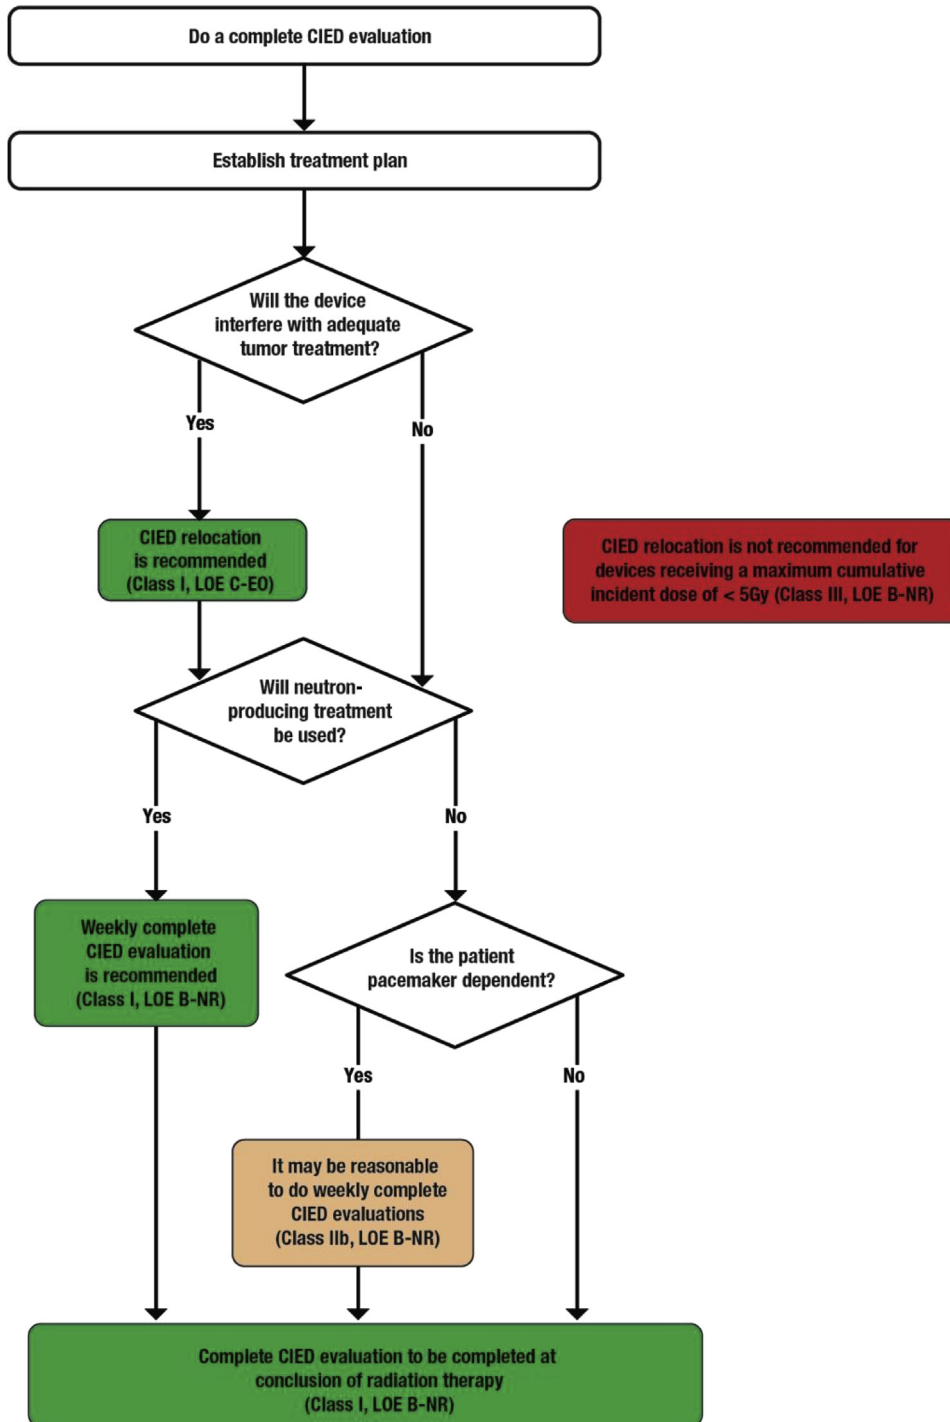 Do a complete CIED evaluation
Establish treatment plan
Will the device
interfere with adequate
tumor treatment?
Yes
No
CIED relocation
is recommended
(Class I, LOE C-EO)
CIED relocation is not recommended for
devices receiving a maximum cumulative
incident dose of < 5Gy (Class III, LOE B-NR)
Will neutron-
producing treatment
be used?
Yes
No
Weekly complete
CIED evaluation
is recommended
(Class I, LOE B-NR)
Is the patient
pacemaker dependent?
Yes
No
It may be reasonable
to do weekly complete
CIED evaluations
(Class IIb, LOE B-NR)
Complete CIED evaluation to be completed at
conclusion of radiation therapy
(Class I, LOE B-NR)